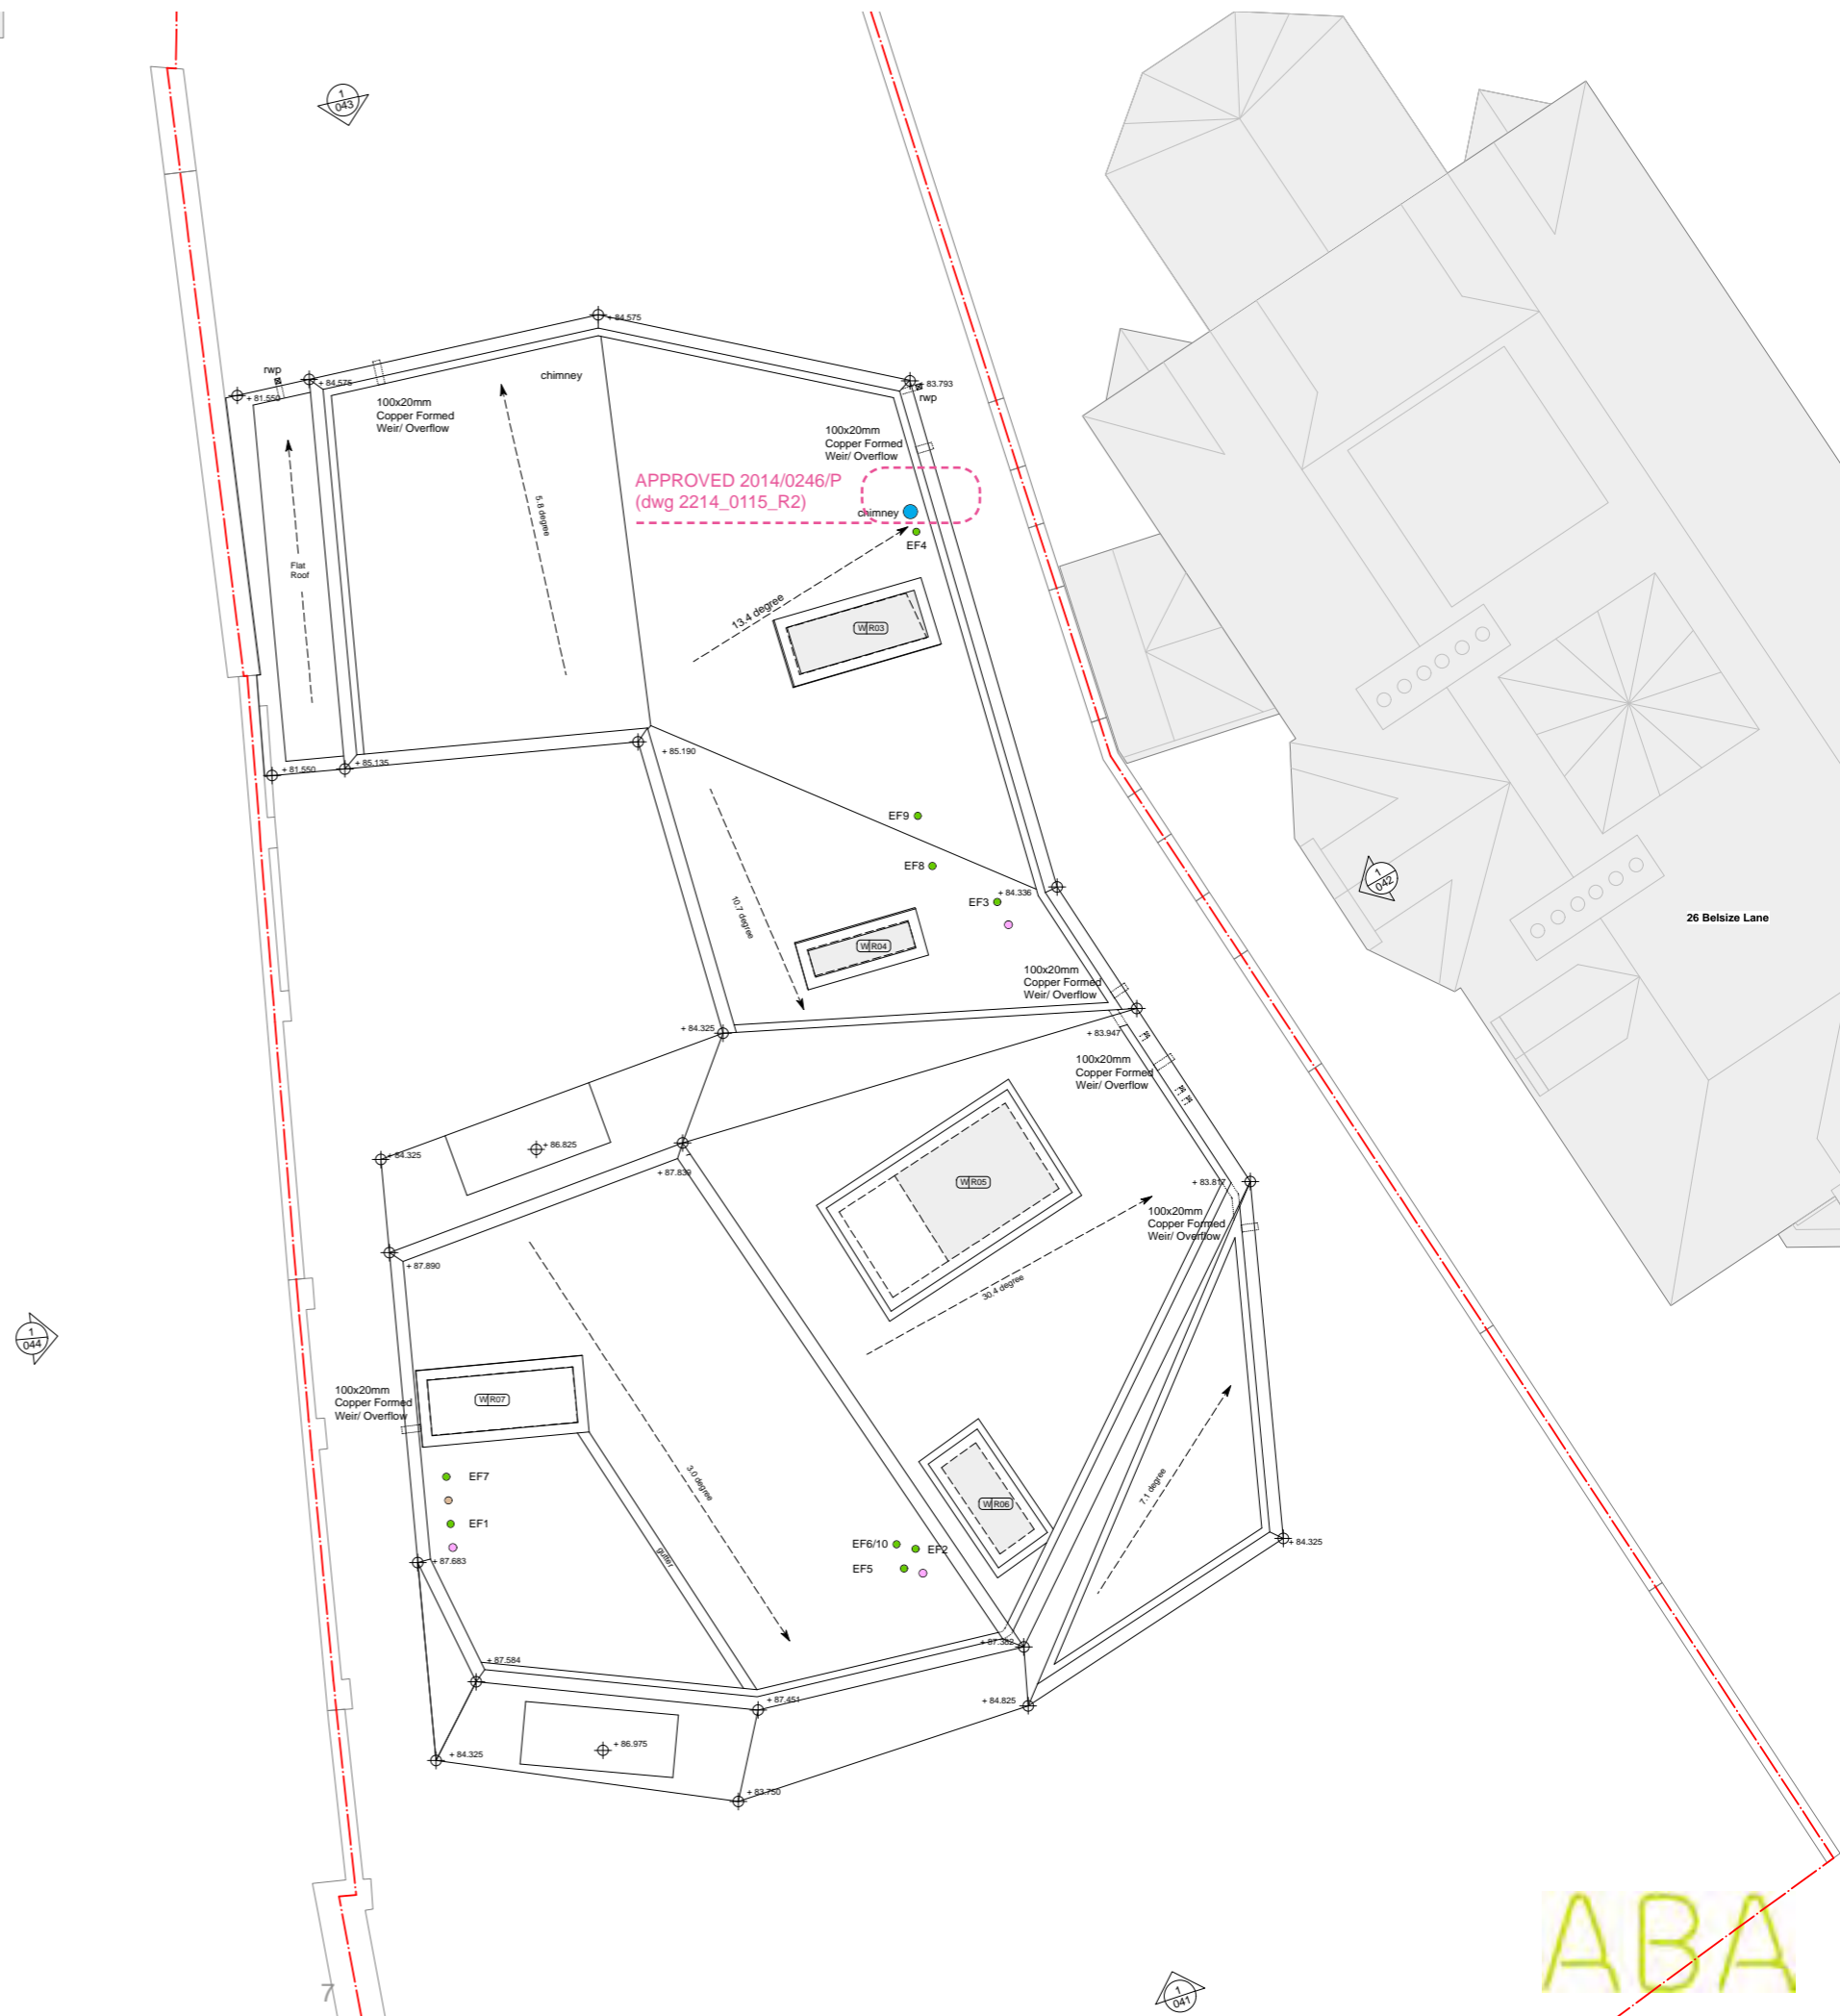 1
043
+ 84.575
rwp
+ 84.575
+ 81.550
chimney
+ 83.793
rwp
100x20mm
Copper Formed
Weir/ Overflow
100x20mm
Copper Formed
Weir/ Overflow
APPROVED 2014/0246/P
(dwg 2214_0115_R2)
chimney
EF4
5.8 degree
Flat
Roof
13.4 degree
W R03
+ 85.190
+ 85.135
+ 81.550
EF9
EF8
+ 84.336
EF3
1
042
26 Belsize Lane
10.7 degree
W R04
100x20mm
Copper Formed
Weir/ Overflow
+ 84.325
+ 83.947
100x20mm
Copper Formed
Weir/ Overflow
+ 86.825
+ 84.325
+ 87.839
W R05
+ 83.817
100x20mm
Copper Formed
Weir/ Overflow
+ 87.890
30.4 degree
1
044
100x20mm
Copper Formed
Weir/ Overflow
W R07
EF7
3.0 degree
7.1 degree
W R06
EF1
EF6/10
EF2
EF5
+ 87.683
gutter
+ 84.325
+ 87.382
+ 87.584
+ 87.451
+ 84.825
+ 86.975
+ 84.325
+ 83.750
7
1
041
ABA